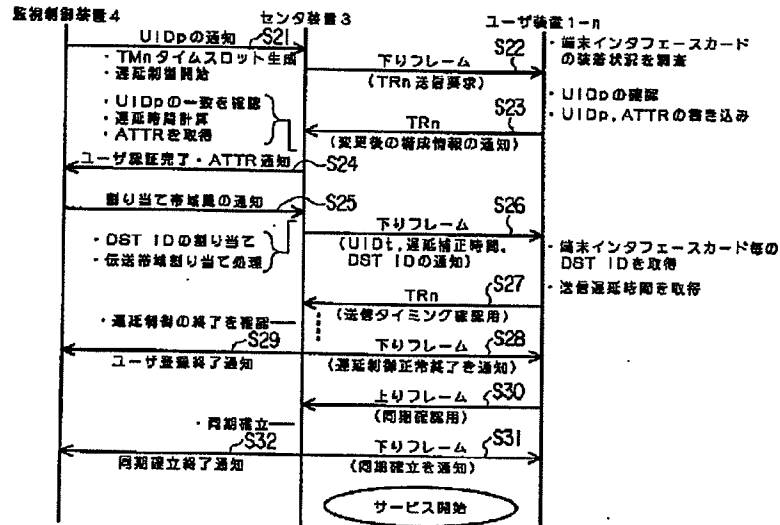 監視制御装置4
センタ装置3
ユーザ装置1-n
UIDpの通知
S21
・TMnタイムスロット生成
・遅延制御開始
下りフレーム
S22
(TRn送信要求)
・端末インタフェースカード
の装着状況を調査
・UIDpの一致を確認
・遅延時間計算
・ATTRを取得
TRn
S23
(変更後の構成情報の通知)
・UIDpの確認
・UIDp,ATTRの書き込み
ユーザ認証完了・ATTR通知
S24
割り当て帯域量の通知
S25
・DST IDの割り当て
・伝送帯域割り当て処理
下りフレーム
S26
(UIDt,遅延補正時間,
DST IDの通知)
・端末インタフェースカード毎の
DST IDを取得
・送信遅延時間を取得
TRn
S27
(送信タイミング確認用)
・遅延制御の終了を確認
S29
ユーザ登録終了通知
下りフレーム
S28
(遅延制御正常終了を通知)
上りフレーム
S30
(同期確認用)
・同期確立
S32
同期確立終了通知
下りフレーム
S31
(同期確立を通知)
サービス開始